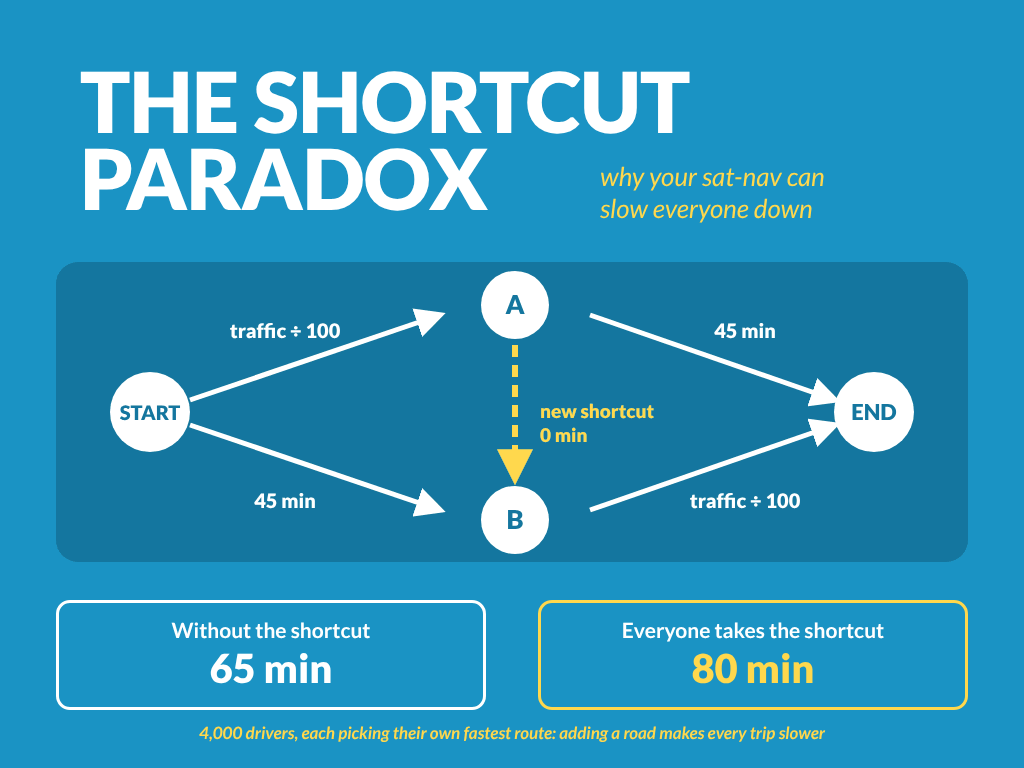 THE SHORTCUT
PARADOX
why your sat-nav can
slow everyone down
A
traffic ÷ 100
45 min
START
new shortcut
0 min
END
45 min
traffic ÷ 100
B
Without the shortcut
65 min
Everyone takes the shortcut
80 min
4,000 drivers, each picking their own fastest route: adding a road makes every trip slower